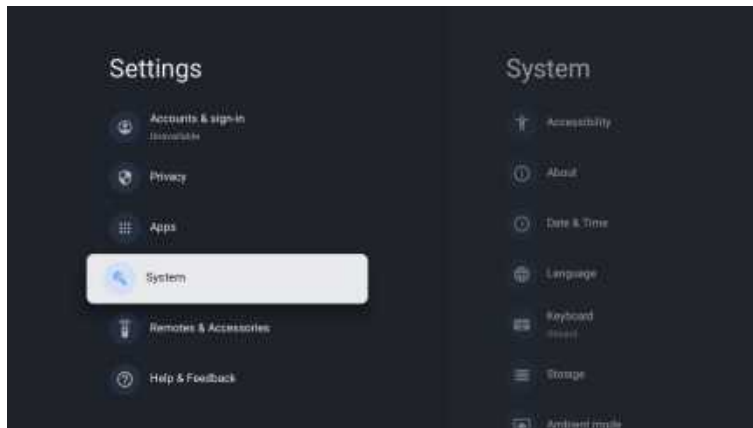 Settings
Accounts & sign-in
Unavailable
Privacy
Apps
System
Remotes & Accessories
Help & Feedback
System
Accessibility
About
Date & Time
Language
Keyboard
Storage
Ambient mode